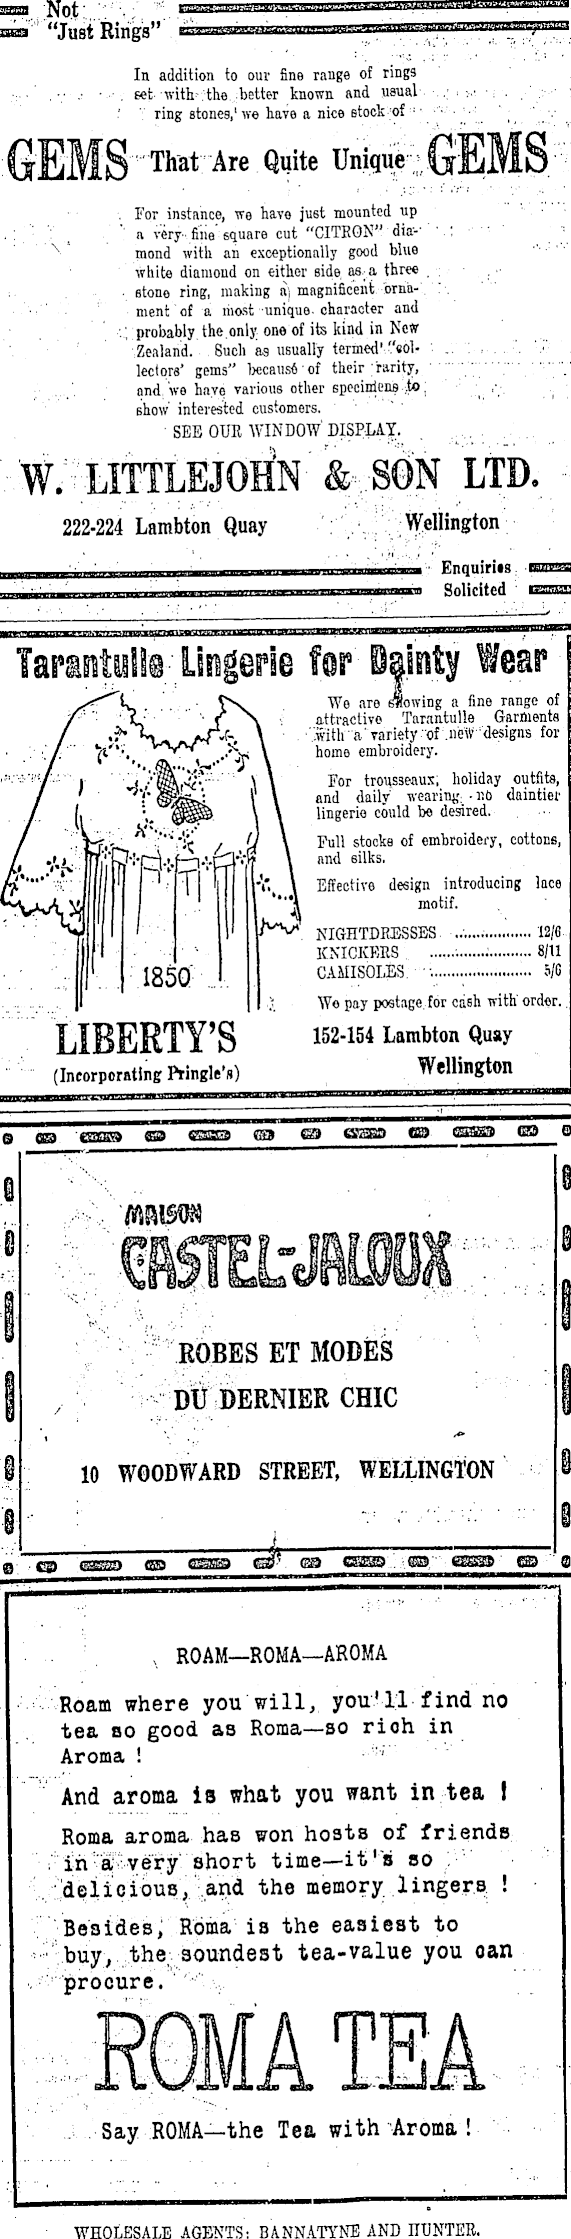 Not
"Just Rings"
In addition to our fine range of rings
set with the better known and usual
ring stones, we have a nice stock of
GEMS That Are Quite Unique GEMS
For instance, we have just mounted up
a very fine square cut "CITRON" dia-
mond with an exceptionally good blue
white diamond on either side as a three
stone ring, making a magnificent orna-
ment of a most unique character and
probably the only one of its kind in New
Zealand. Such as usually termed "col-
lectors' gems" because of their rarity,
and we have various other specimens to
show interested customers.
SEE OUR WINDOW DISPLAY.
W. LITTLEJOHN & SON LTD.
222-224 Lambton Quay Wellington
Enquiries
Solicited
Tarantulle Lingerie for Dainty Wear
We are showing a fine range of
attractive Tarantulle Garments
with a variety of new designs for
home embroidery.
For trousseaux, holiday outfits,
and daily wearing no daintier
lingerie could be desired.
Full stocks of embroidery, cottons,
and silks.
Effective design introducing lace
motif.
NIGHTDRESSES ................. 12/6
KNICKERS ...................... 8/11
CAMISOLES ...................... 5/6
We pay postage for cash with order.
1850
LIBERTY'S
(Incorporating Pringle's)
152-154 Lambton Quay
Wellington
MAISON
CASTEL-JALOUX
ROBES ET MODES
DU DERNIER CHIC
10 WOODWARD STREET, WELLINGTON
ROAM—ROMA—AROMA
Roam where you will, you'll find no
tea so good as Roma—so rich in
Aroma !
And aroma is what you want in tea !
Roma aroma has won hosts of friends
in a very short time—it's so
delicious, and the memory lingers !
Besides, Roma is the easiest to
buy, the soundest tea-value you can
procure.
ROMA TEA
Say ROMA—the Tea with Aroma !
WHOLESALE AGENTS: BANNATYNE AND HUNTER.